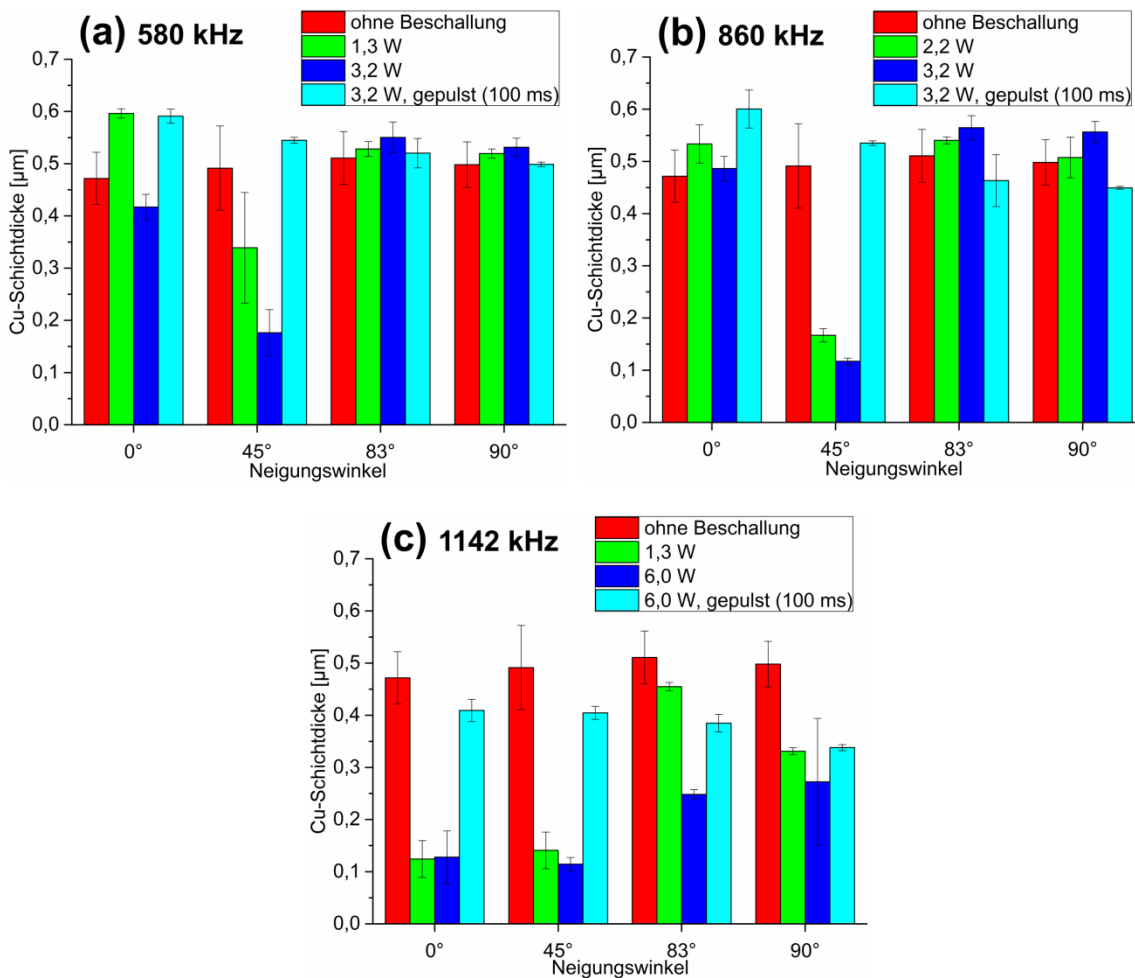 (a) 580 kHz
ohne Beschallung
1,3 W
3,2 W
3,2 W, gepulst (100 ms)
Cu-Schichtdicke [µm]
0,7
0,6
0,5
0,4
0,3
0,2
0,1
0,0
0° 45° 83° 90°
Neigungswinkel
(b) 860 kHz
ohne Beschallung
2,2 W
3,2 W
3,2 W, gepulst (100 ms)
Cu-Schichtdicke [µm]
0,7
0,6
0,5
0,4
0,3
0,2
0,1
0,0
0° 45° 83° 90°
Neigungswinkel
(c) 1142 kHz
ohne Beschallung
1,3 W
6,0 W
6,0 W, gepulst (100 ms)
Cu-Schichtdicke [µm]
0,7
0,6
0,5
0,4
0,3
0,2
0,1
0,0
0° 45° 83° 90°
Neigungswinkel